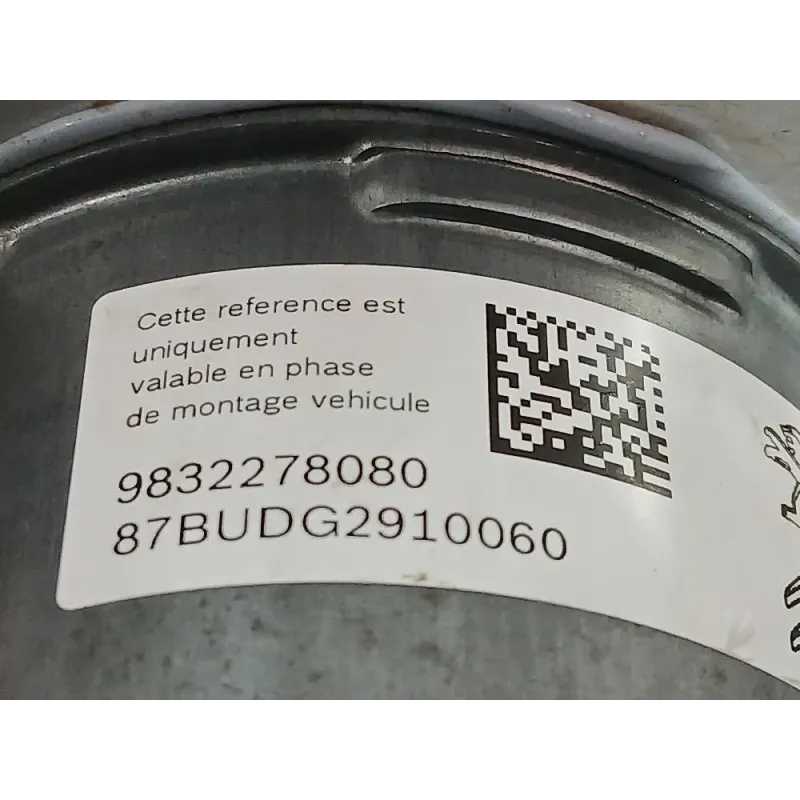 Cette reference est
uniquement
valable en phase
de montage vehicule
9832278080
87BUDG2910060